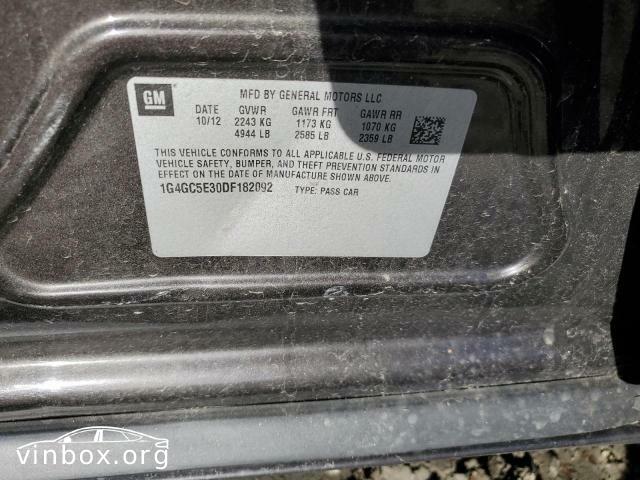 GM
MFD BY GENERAL MOTORS LLC
DATE GVWR GAWR FRT GAWR RR
10/12 2243 KG 1173 KG 1070 KG
4944 LB 2585 LB 2359 LB
THIS VEHICLE CONFORMS TO ALL APPLICABLE U.S. FEDERAL MOTOR
VEHICLE SAFETY, BUMPER, AND THEFT PREVENTION STANDARDS IN
EFFECT ON THE DATE OF MANUFACTURE SHOWN ABOVE.
1G4GC5E30DF182092 TYPE: PASS CAR
vinbox.org